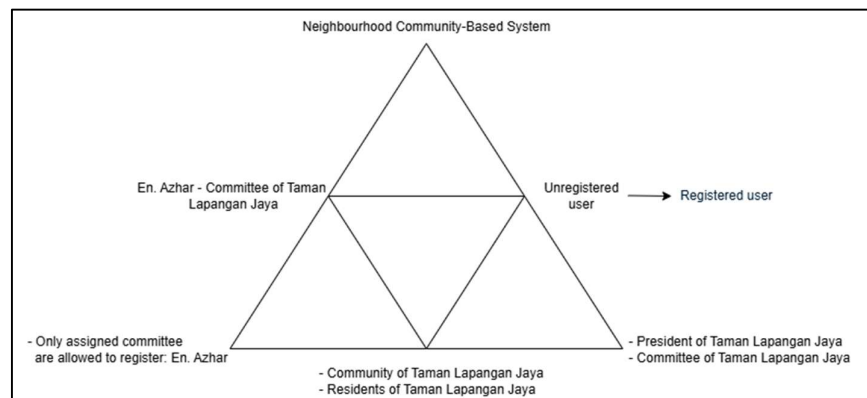 Neighbourhood Community-Based System
En. Azhar - Committee of Taman
Lapangan Jaya
Unregistered
user
Registered user
- Only assigned committee
are allowed to register: En. Azhar
- Community of Taman Lapangan Jaya
- Residents of Taman Lapangan Jaya
- President of Taman Lapangan Jaya
- Committee of Taman Lapangan Jaya